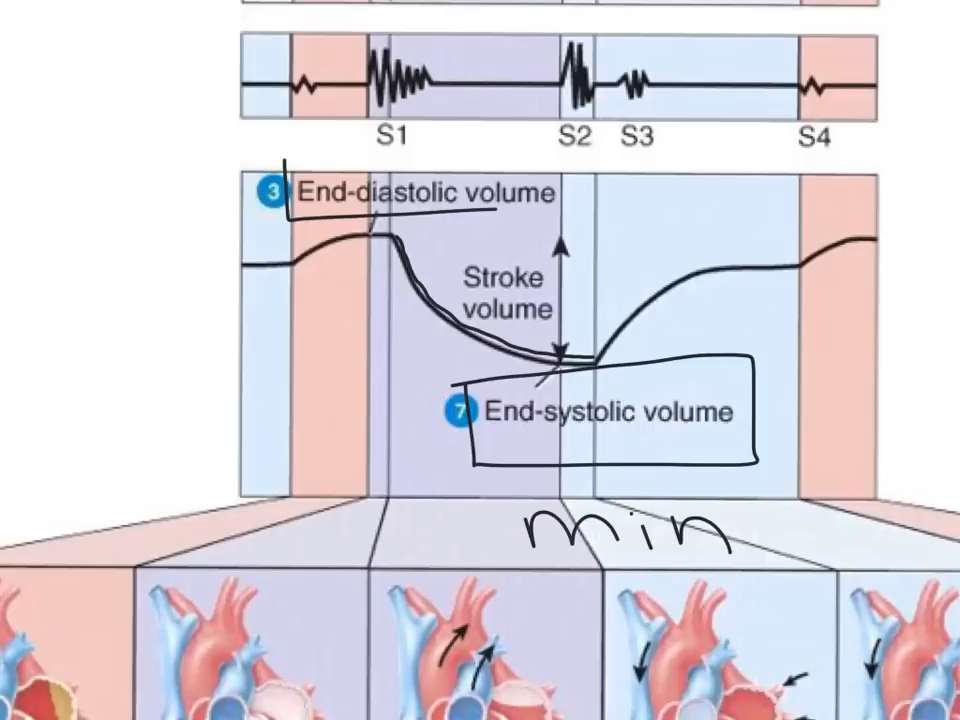 S1 S2 S3 S4
3 End-diastolic volume
Stroke
volume
7 End-systolic volume
min